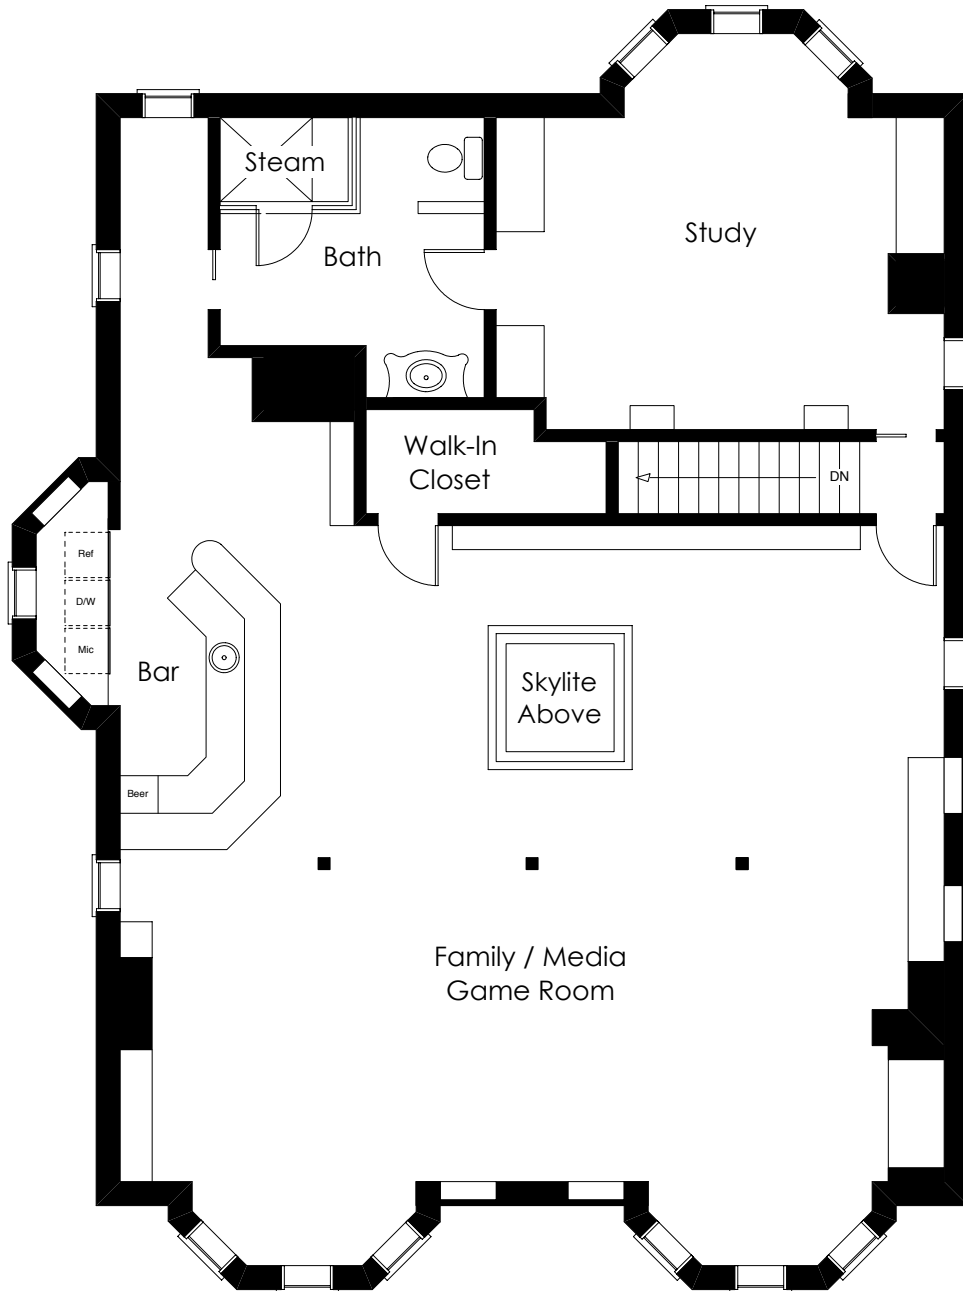 Steam
Study
Bath
Walk-In
Closet
DN
Ref
D/W
Mic
Bar
Skylite
Above
Beer
Family / Media
Game Room